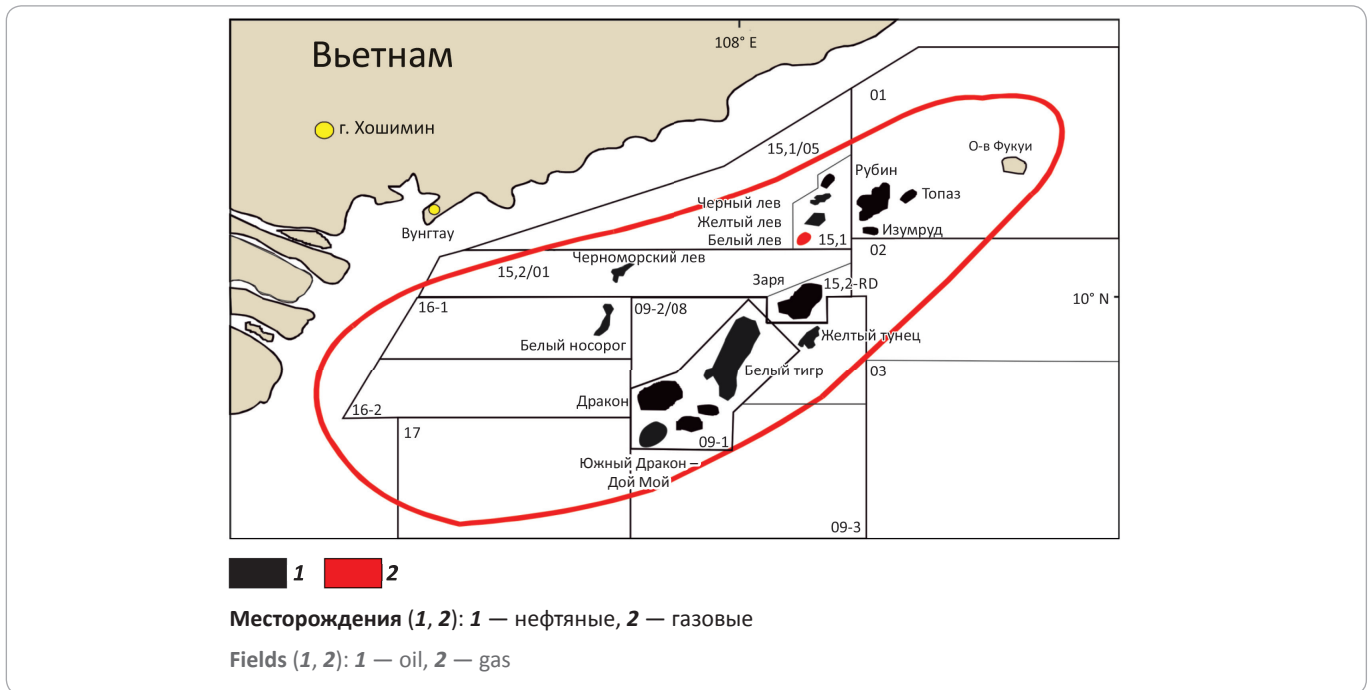 Вьетнам
108° E
г. Хошимин
01
15,1/05
О-в Фукуи
Рубин
Топаз
Черный лев
Желтый лев
Изумруд
Белый лев
15,1
Вунгтау
02
Черноморский лев
15,2/01
Заря
15,2-RD
10° N
16-1
09-2/08
Желтый тунец
Белый носорог
Белый тигр
03
Дракон
16-2
17
09-1
Южный Дракон –
Дой Мой
09-3
1
2
Месторождения (1, 2): 1 — нефтяные, 2 — газовые
Fields (1, 2): 1 — oil, 2 — gas